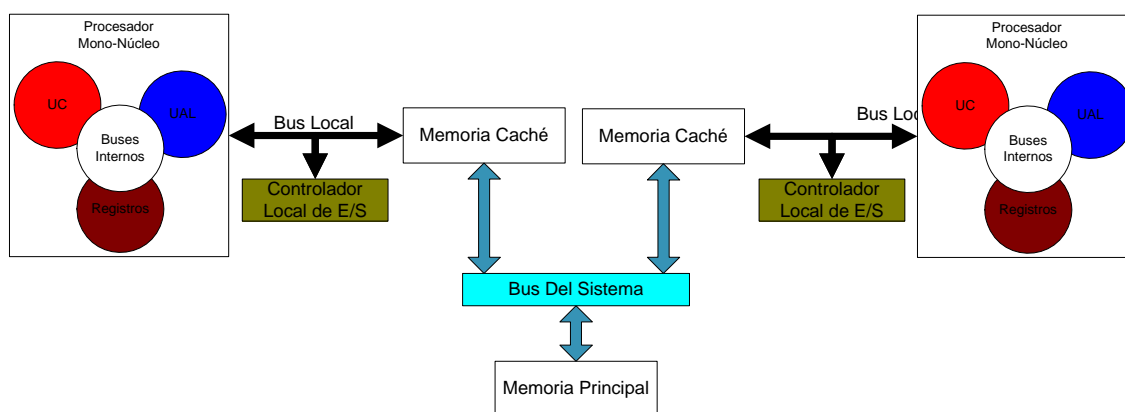 Procesador
Mono-Núcleo
UC
UAL
Buses
Internos
Registros
Bus Local
Controlador
Local de E/S
Memoria Caché
Memoria Caché
Bus Del Sistema
Memoria Principal
Bus Loc
Controlador
Local de E/S
Procesador
Mono-Núcleo
UC
UAL
Buses
Internos
Registros